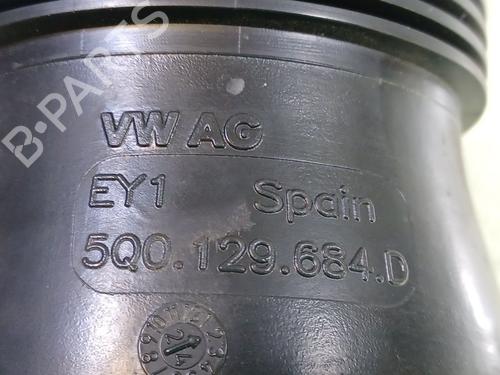 B-PARTS
VW AG
EY1 Spain
5Q0.129.684.D